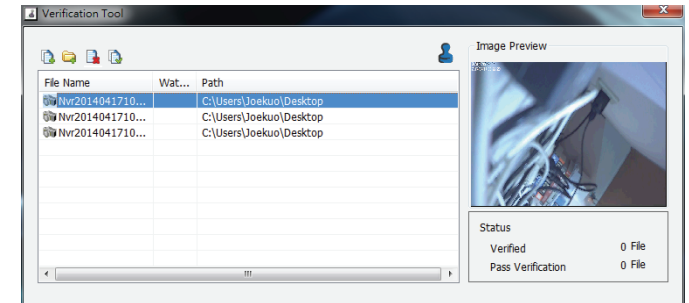 Verification Tool
Image Preview
File Name Wat... Path
Nvr2014041710... C:\Users\Joekuo\Desktop
Nvr2014041710... C:\Users\Joekuo\Desktop
Nvr2014041710... C:\Users\Joekuo\Desktop
Status
Verified 0 File
Pass Verification 0 File